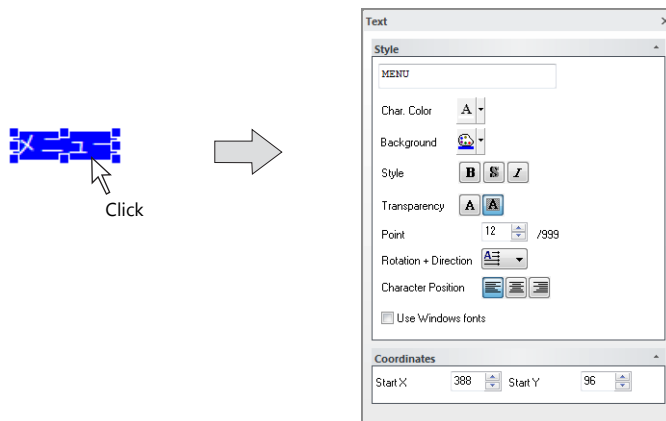 メニュー
Click
Text
Style
MENU
Char. Color A
Background
Style B S I
Transparency A A
Point 12 /999
Rotation + Direction A
Character Position
Use Windows fonts
Coordinates
Start X 388 Start Y 96